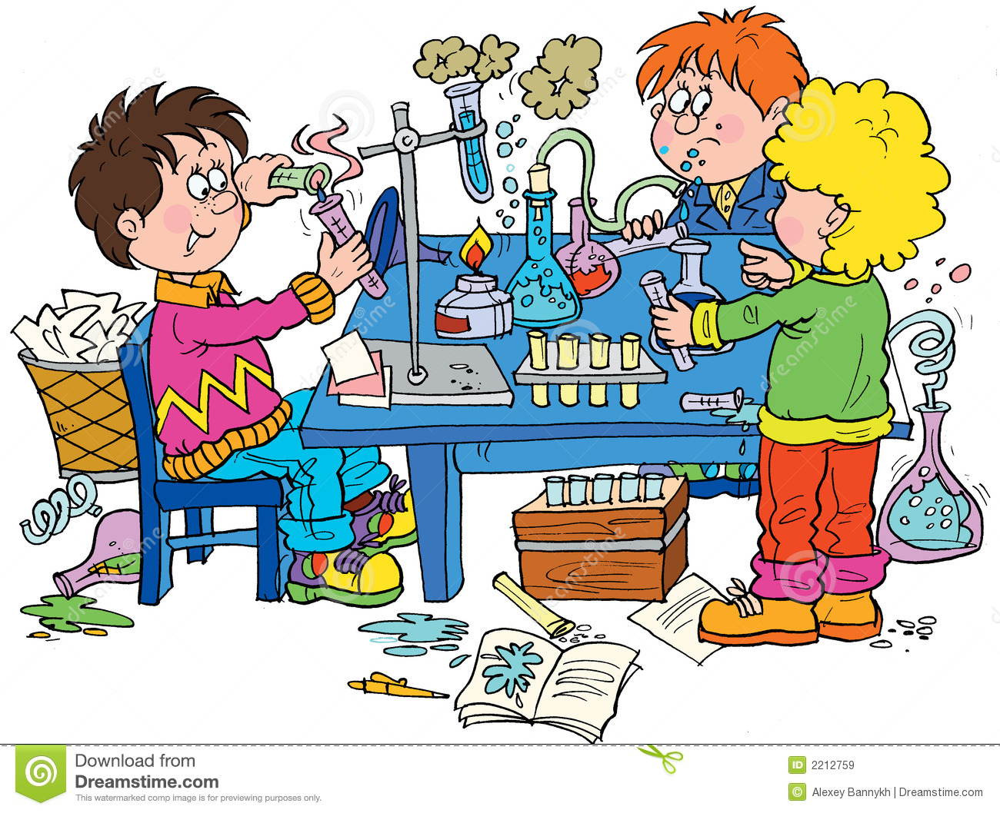 Download from
Dreamstime.com
This watermarked comp image is for previewing purposes only.
ID 2212759
© Alexey Bannykh | Dreamstime.com